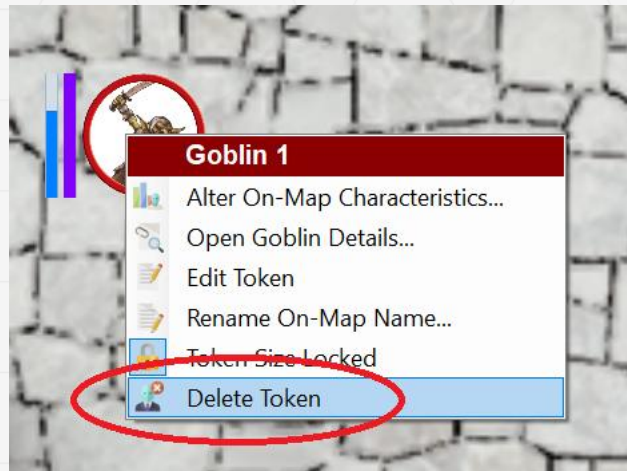 Goblin 1
Alter On-Map Characteristics...
Open Goblin Details...
Edit Token
Rename On-Map Name...
Token Size Locked
Delete Token